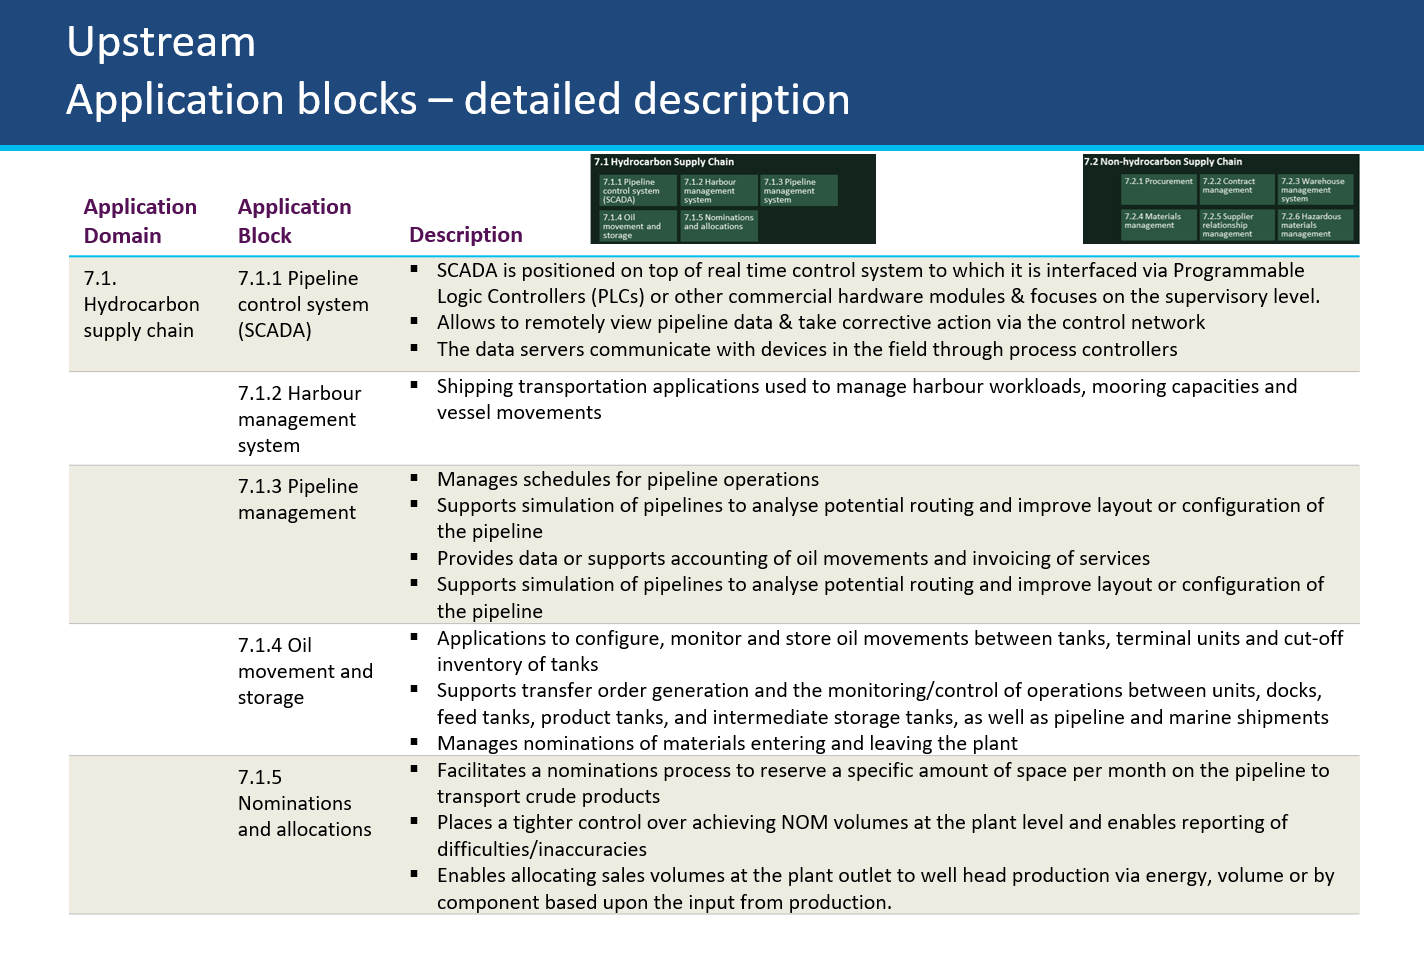 Upstream
Application blocks – detailed description
7.1 Hydrocarbon Supply Chain
7.1.1 Pipeline
control system
(SCADA)
7.1.2 Harbour
management
system
7.1.3 Pipeline
management
system
7.1.4 Oil
movement and
storage
7.1.5 Nominations
and allocations
7.2 Non-hydrocarbon Supply Chain
7.2.1 Procurement
7.2.2 Contract
management
7.2.3 Warehouse
management
system
7.2.4 Materials
management
7.2.5 Supplier
relationship
management
7.2.6 Hazardous
materials
management
Application
Domain
Application
Block
Description
7.1.
Hydrocarbon
supply chain
7.1.1 Pipeline
control system
(SCADA)
▪ SCADA is positioned on top of real time control system to which it is interfaced via Programmable
Logic Controllers (PLCs) or other commercial hardware modules & focuses on the supervisory level.
▪ Allows to remotely view pipeline data & take corrective action via the control network
▪ The data servers communicate with devices in the field through process controllers
7.1.2 Harbour
management
system
▪ Shipping transportation applications used to manage harbour workloads, mooring capacities and
vessel movements
7.1.3 Pipeline
management
▪ Manages schedules for pipeline operations
▪ Supports simulation of pipelines to analyse potential routing and improve layout or configuration of
the pipeline
▪ Provides data or supports accounting of oil movements and invoicing of services
▪ Supports simulation of pipelines to analyse potential routing and improve layout or configuration of
the pipeline
7.1.4 Oil
movement and
storage
▪ Applications to configure, monitor and store oil movements between tanks, terminal units and cut-off
inventory of tanks
▪ Supports transfer order generation and the monitoring/control of operations between units, docks,
feed tanks, product tanks, and intermediate storage tanks, as well as pipeline and marine shipments
▪ Manages nominations of materials entering and leaving the plant
7.1.5
Nominations
and allocations
▪ Facilitates a nominations process to reserve a specific amount of space per month on the pipeline to
transport crude products
▪ Places a tighter control over achieving NOM volumes at the plant level and enables reporting of
difficulties/inaccuracies
▪ Enables allocating sales volumes at the plant outlet to well head production via energy, volume or by
component based upon the input from production.